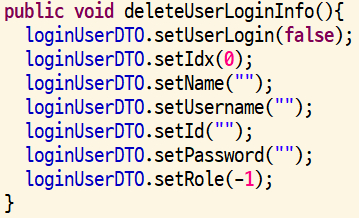 public void deleteUserLoginInfo(){
loginUserDTO.setUserLogin(false);
loginUserDTO.setIdx(0);
loginUserDTO.setName("");
loginUserDTO.setUsername("");
loginUserDTO.setId("");
loginUserDTO.setPassword("");
loginUserDTO.setRole(-1);
}